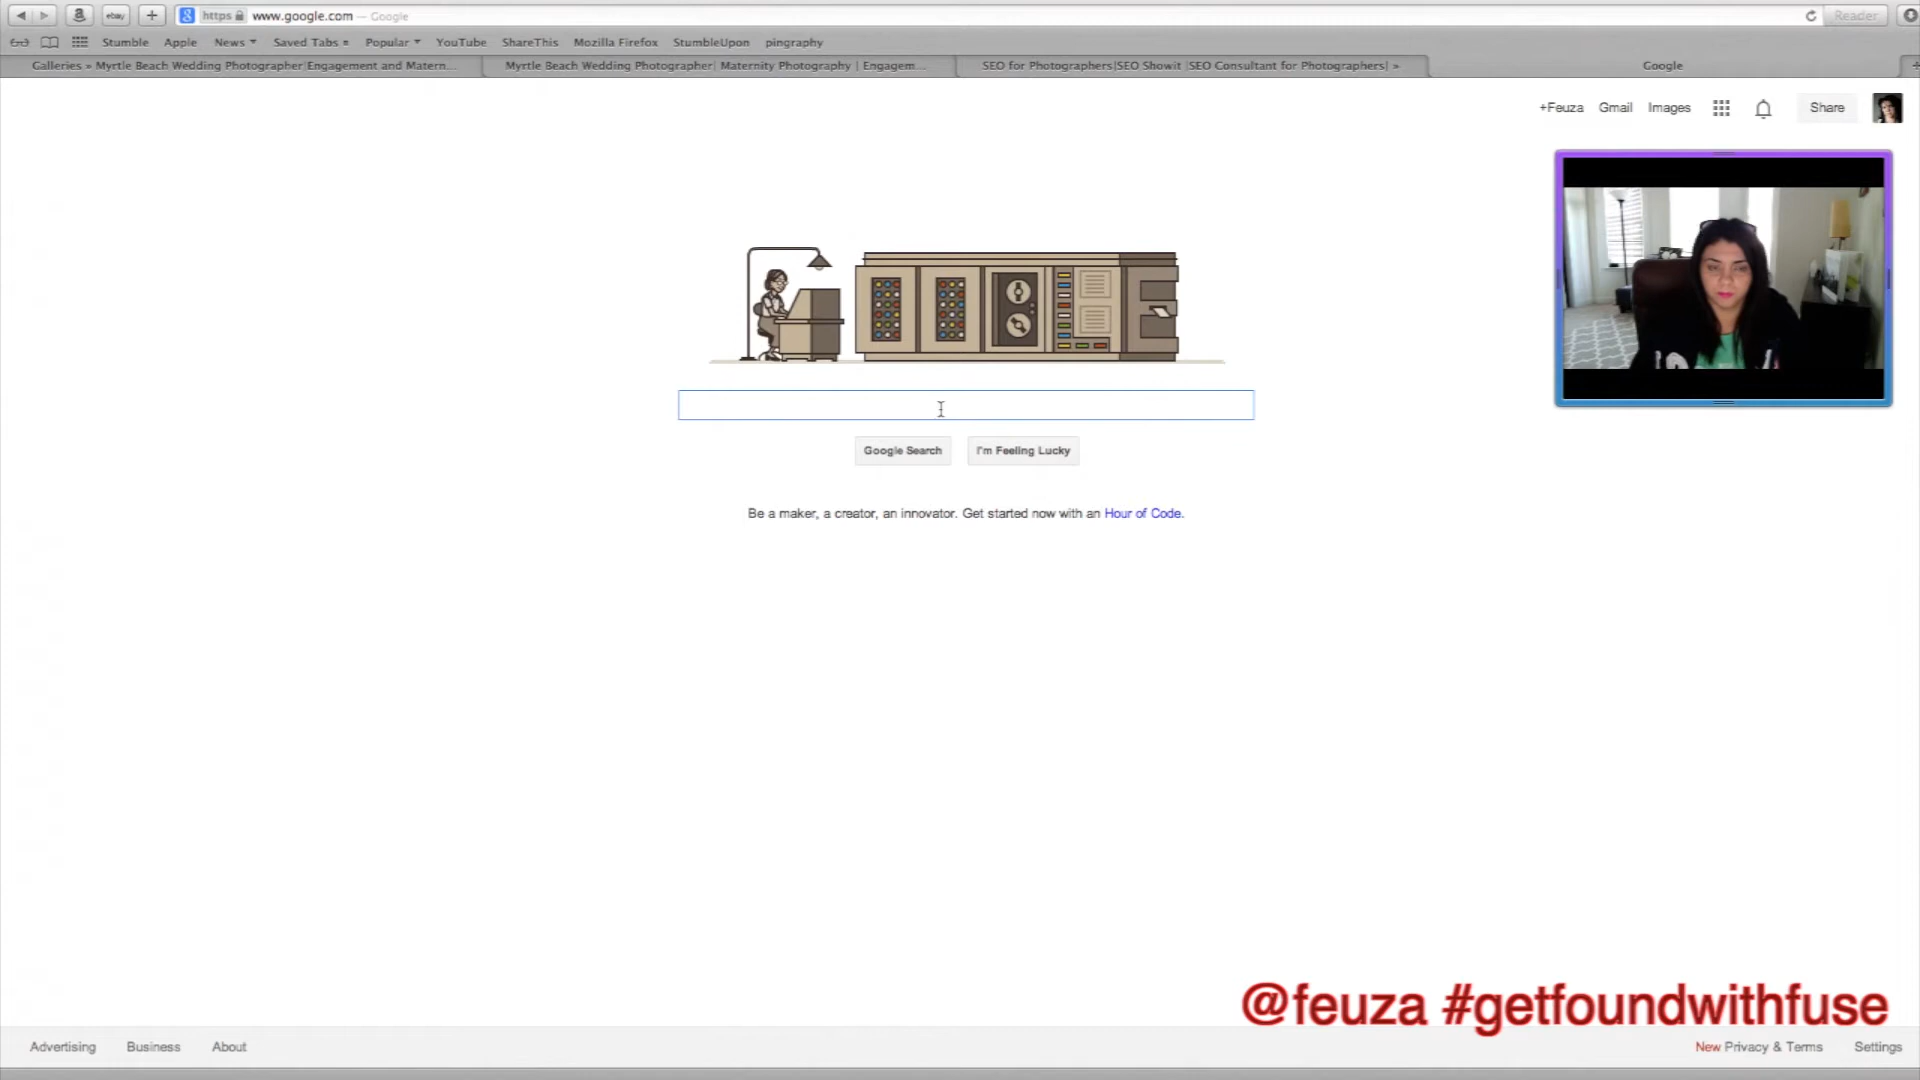 ebay
https www.google.com — Google
Reader
Stumble Apple News Saved Tabs Popular YouTube ShareThis Mozilla Firefox StumbleUpon pingraphy
Galleries » Myrtle Beach Wedding Photographer|Engagement and Matern...
Myrtle Beach Wedding Photographer| Maternity Photography | Engagem...
SEO for Photographers|SEO Showit |SEO Consultant for Photographers| »
Google
+Feuza Gmail Images Share
Google Search I'm Feeling Lucky
Be a maker, a creator, an innovator. Get started now with an Hour of Code.
@feuza #getfoundwithfuse
Advertising Business About New Privacy & Terms Settings